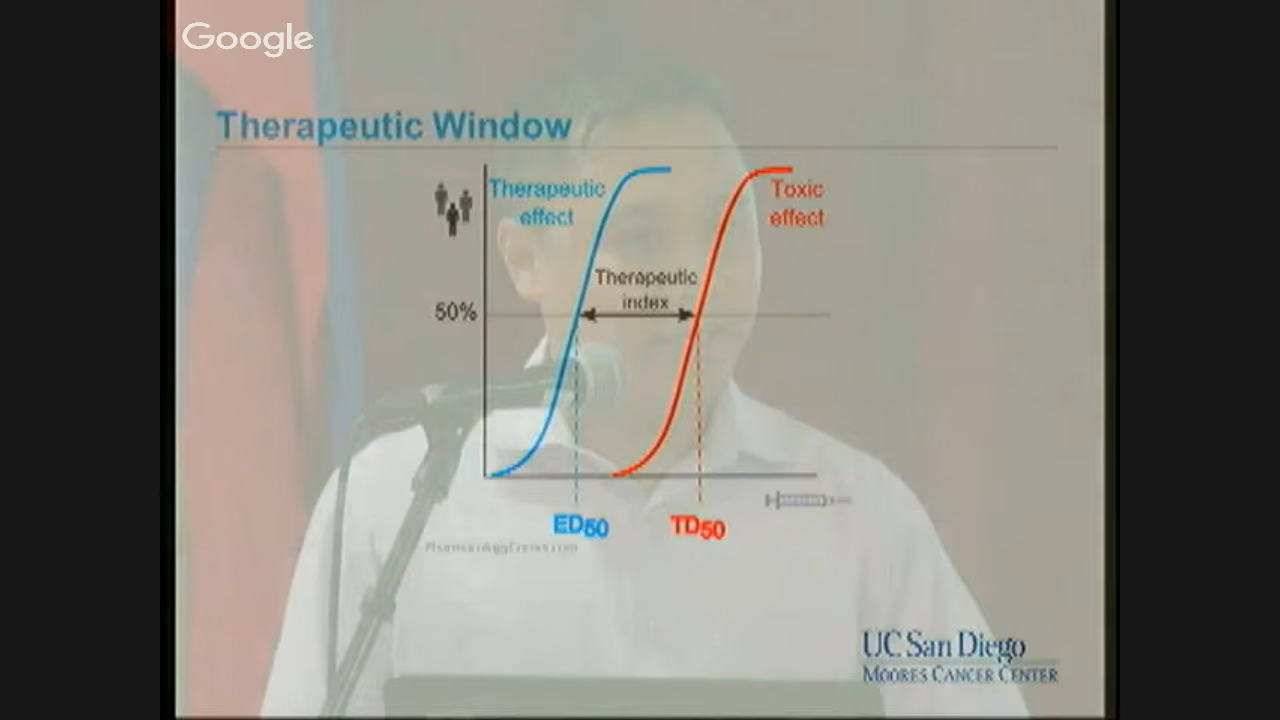 Google
Therapeutic Window
Therapeutic
effect
Toxic
effect
Therapeutic
index
50%
ED50
TD50
UC San Diego
MOORES CANCER CENTER